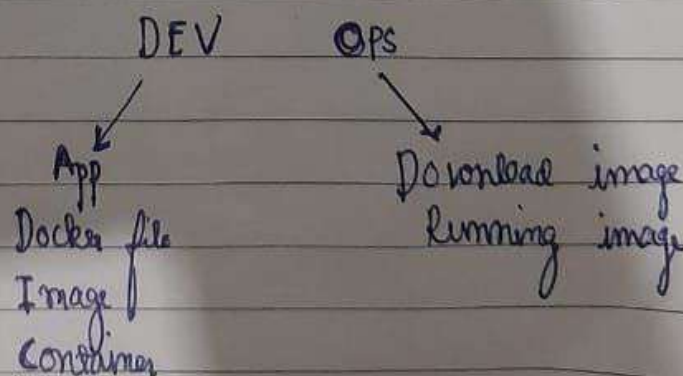 DEV OPS
App
Docker file
Image
Container
Download image
Running image